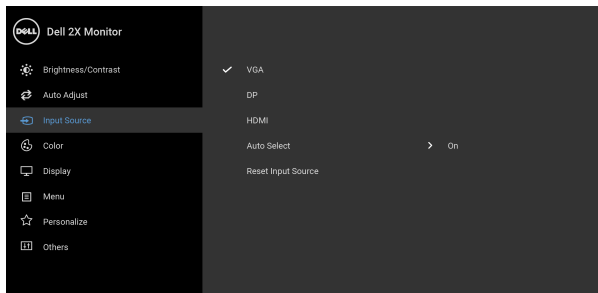 DELL Dell 2X Monitor
Brightness/Contrast
Auto Adjust
Input Source
Color
Display
Menu
Personalize
Others
VGA
DP
HDMI
Auto Select On
Reset Input Source